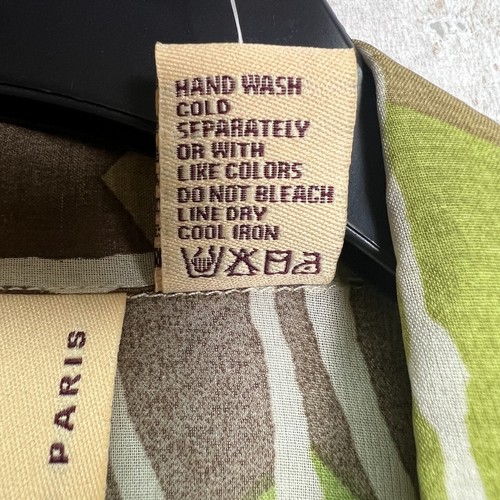 HAND WASH
COLD
SEPARATELY
OR WITH
LIKE COLORS
DO NOT BLEACH
LINE DRY
COOL IRON
PARIS